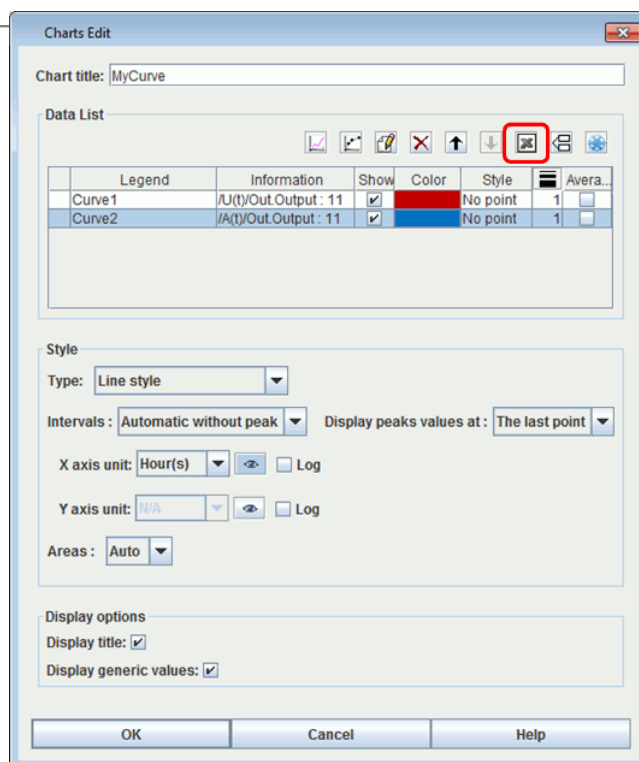 Charts Edit
Chart title: MyCurve
Data List
Legend Information Show Color Style Avera...
Curve1 /U(t)/Out.Output : 11 No point 1
Curve2 /A(t)/Out.Output : 11 No point 1
Style
Type: Line style
Intervals : Automatic without peak Display peaks values at : The last point
X axis unit: Hour(s) Log
Y axis unit: N/A Log
Areas : Auto
Display options
Display title:
Display generic values:
OK Cancel Help